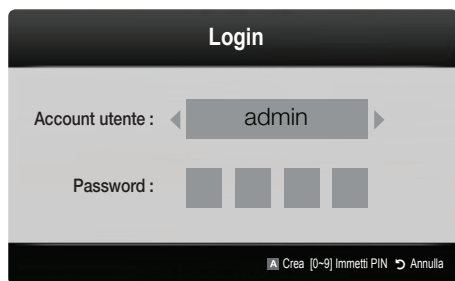 Login
Account utente : admin
Password :
A Crea [0~9] Immetti PIN Annulla